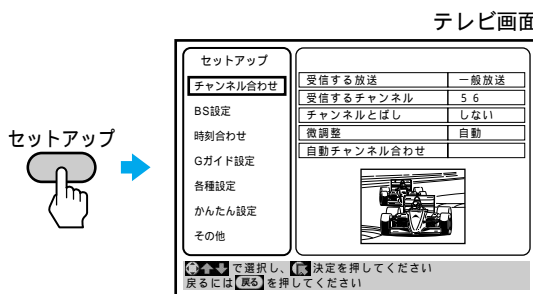 テレビ画面
セットアップ
セットアップ
チャンネル合わせ
BS設定
時刻合わせ
Gガイド設定
各種設定
かんたん設定
その他
受信する放送 一般放送
受信するチャンネル 56
チャンネルとばし しない
微調整 自動
自動チャンネル合わせ
で選択し、 決定を押してください
戻るには 戻る を押してください